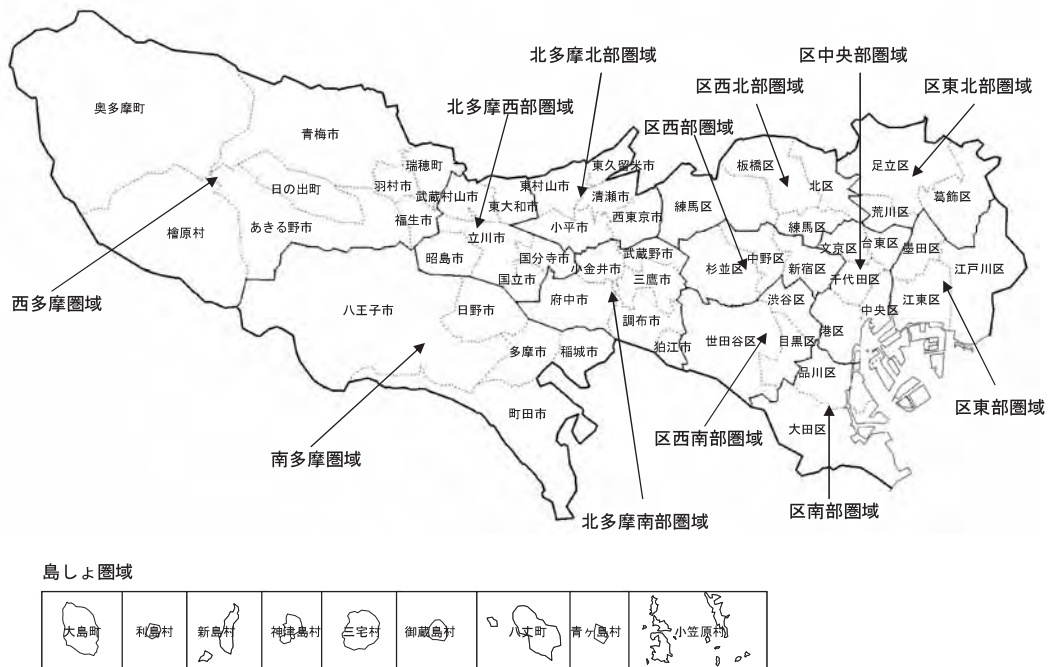 北多摩北部圏域
区中央部圏域
北多摩西部圏域
区西北部圏域
区東北部圏域
区西部圏域
奥多摩町
青梅市
瑞穂町
羽村市
日の出町
武蔵村山市
福生市
あきる野市
檜原村
西多摩圏域
東大和市
東村山市
東久留米市
清瀬市
小平市
西東京市
立川市
昭島市
国分寺市
国立市
小金井市
武蔵野市
三鷹市
府中市
調布市
狛江市
八王子市
日野市
多摩市
稲城市
町田市
南多摩圏域
北多摩南部圏域
練馬区
板橋区
北区
練馬区
足立区
葛飾区
荒川区
文京区
台東区
墨田区
江戸川区
杉並区
中野区
新宿区
千代田区
中央区
江東区
渋谷区
港区
世田谷区
目黒区
品川区
大田区
区東部圏域
区西南部圏域
区南部圏域
島しょ圏域
大島町
利島村
新島村
神津島村
三宅村
御蔵島村
八丈町
青ヶ島村
小笠原村